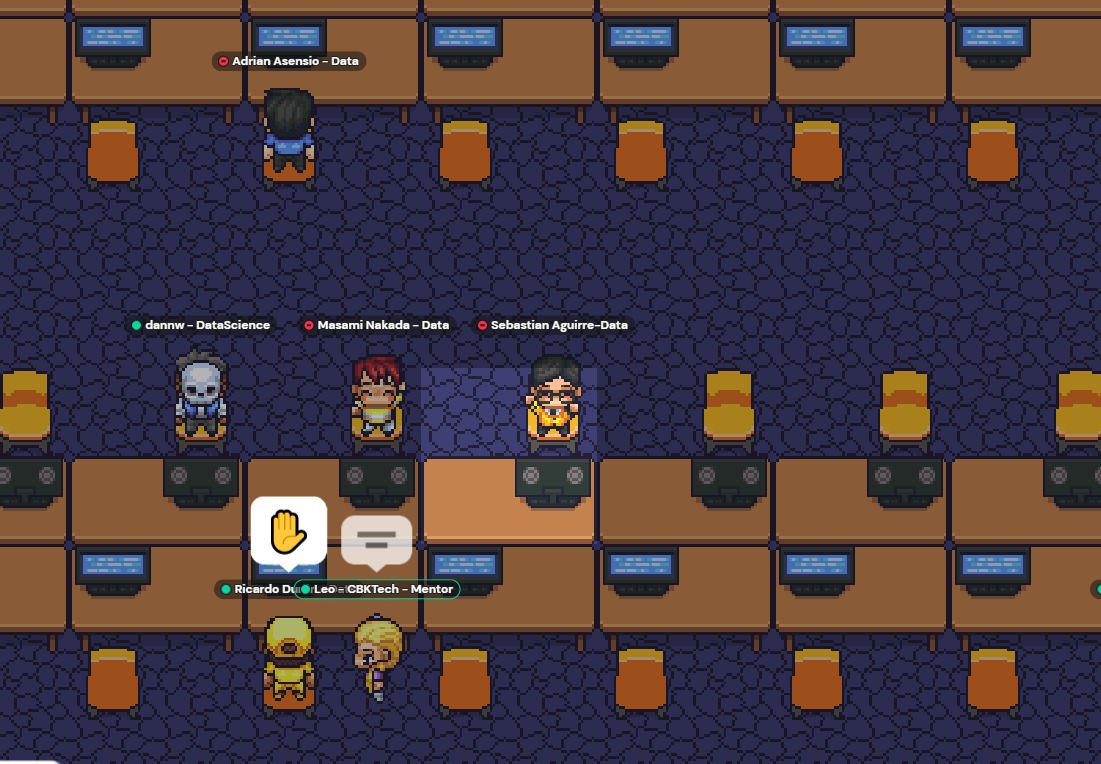 Adrian Asensio - Data
dannw - DataScience
Masami Nakada - Data
Sebastian Aguirre-Data
Ricardo
Leo - CBKTech - Mentor